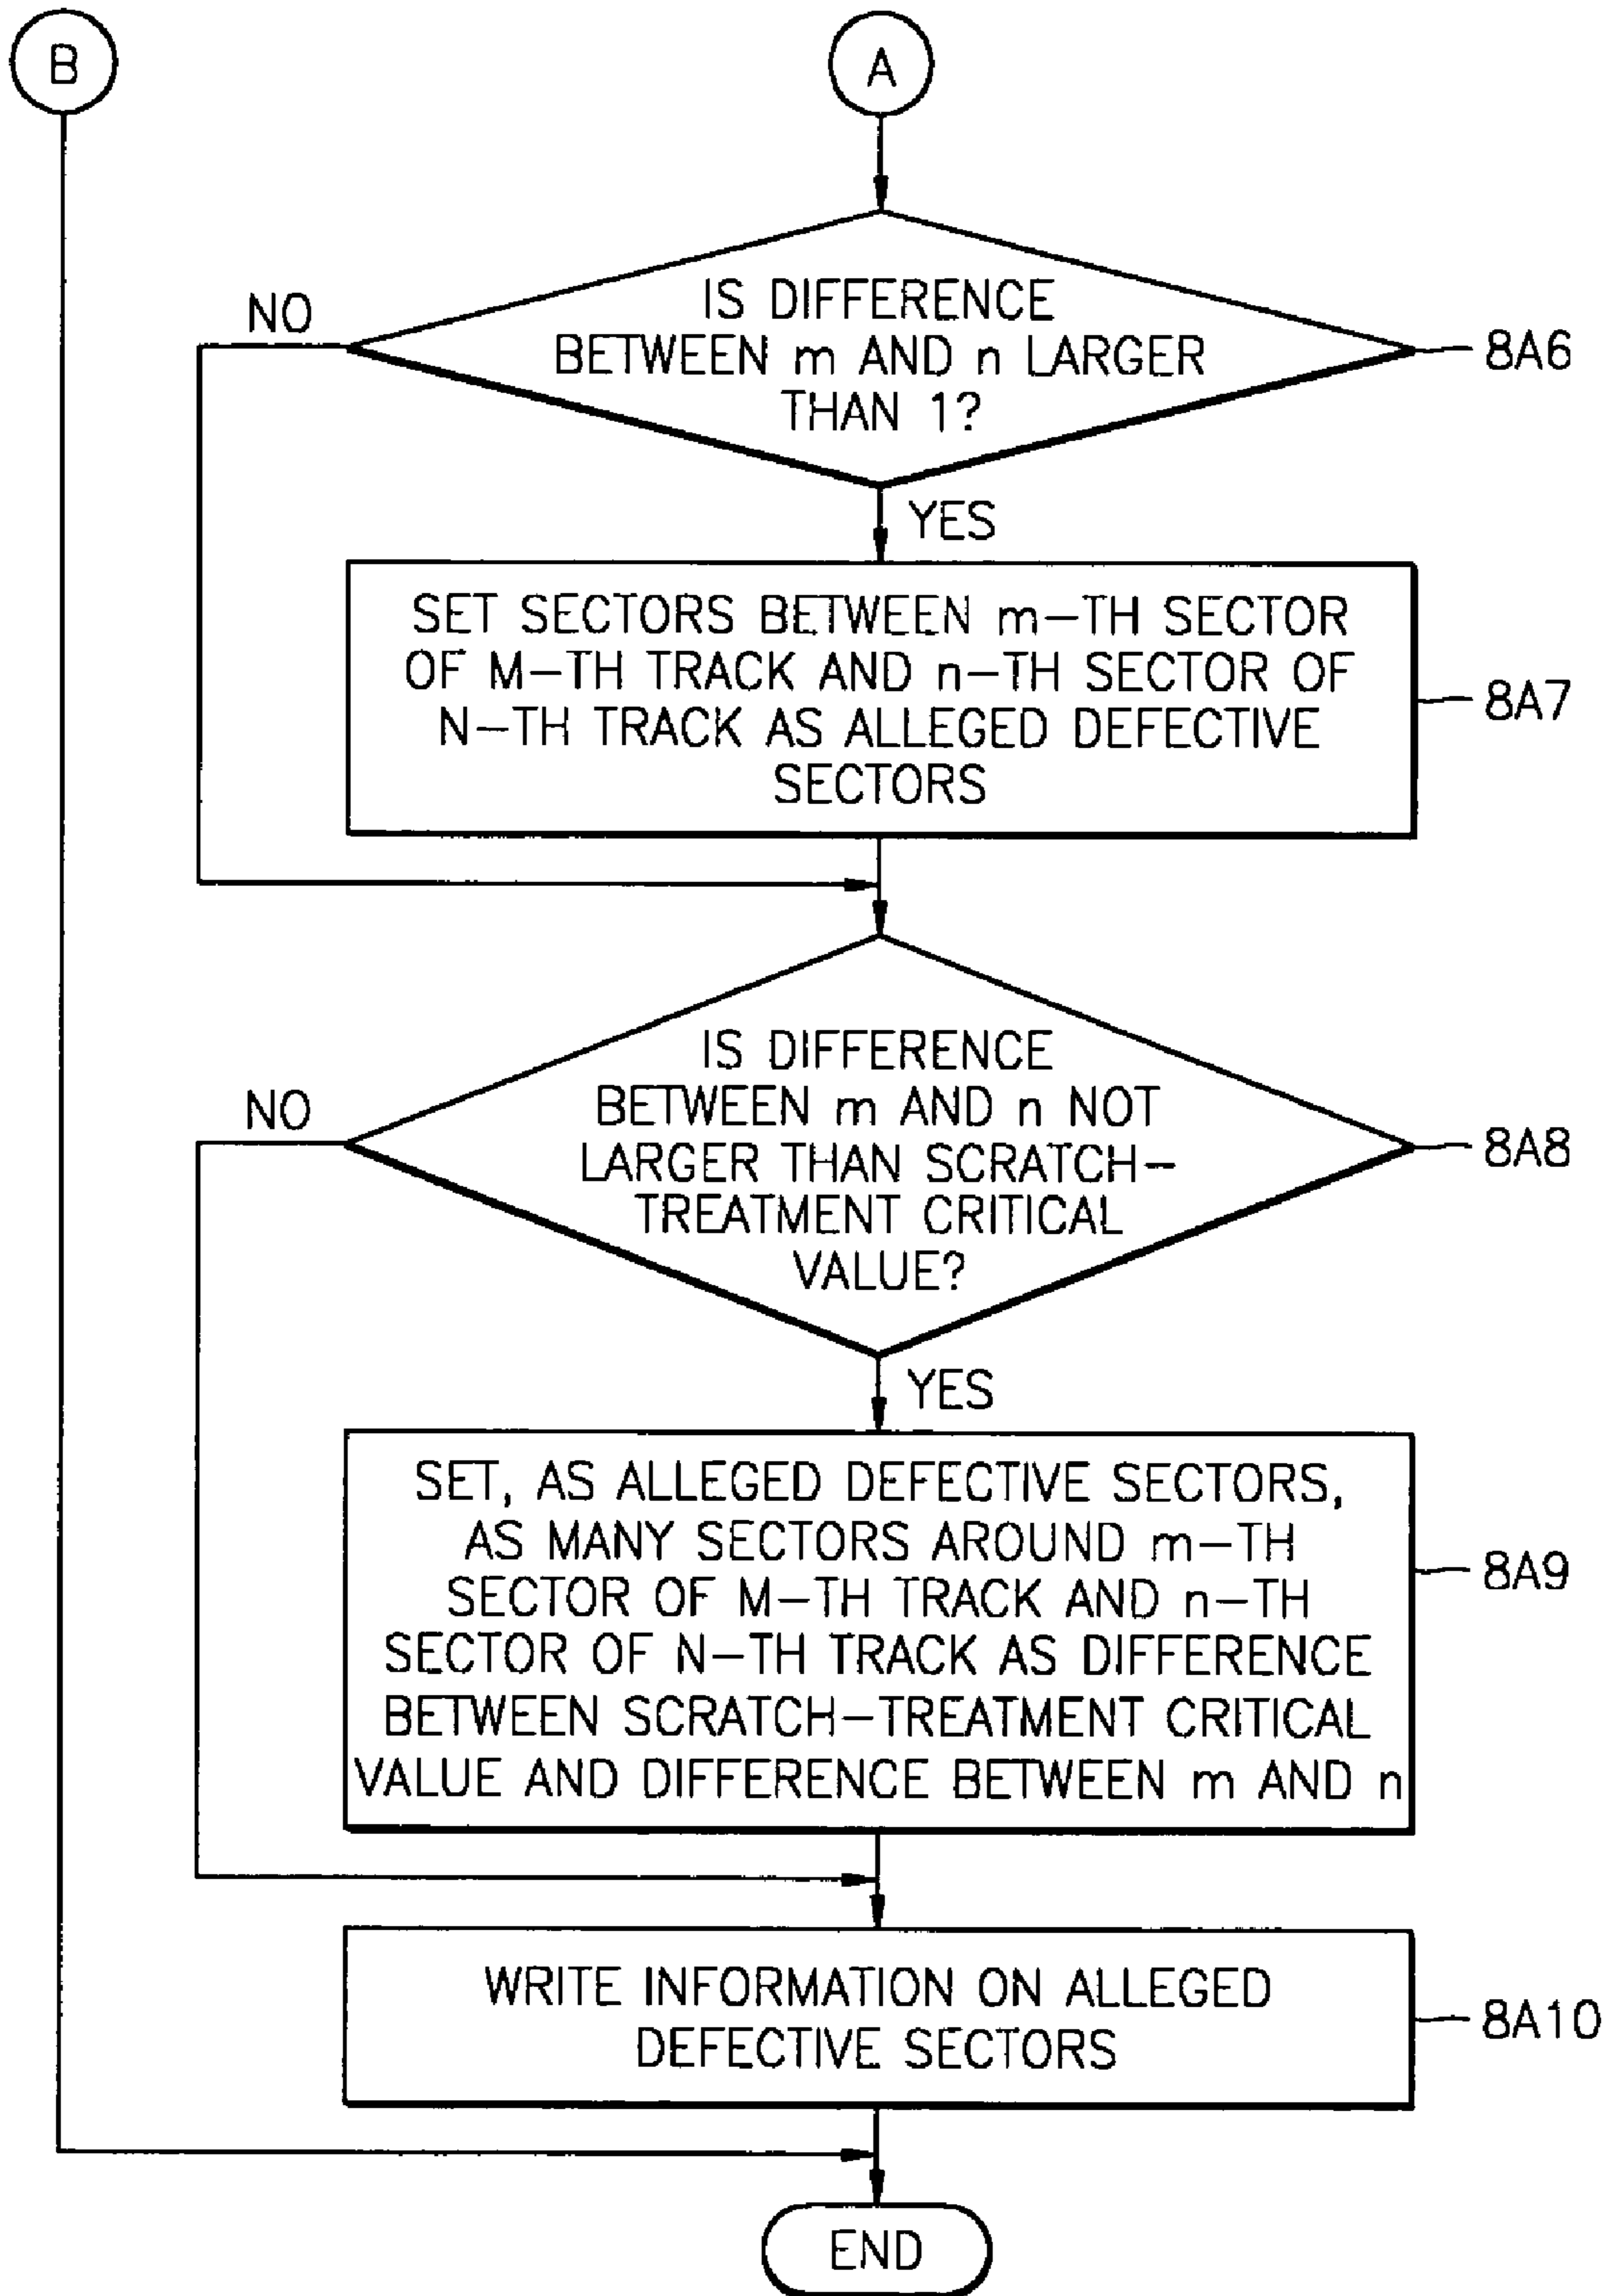 B
A
IS DIFFERENCE
BETWEEN m AND n LARGER
THAN 1?
NO
8A6
YES
SET SECTORS BETWEEN m-TH SECTOR
OF M-TH TRACK AND n-TH SECTOR OF
N-TH TRACK AS ALLEGED DEFECTIVE
SECTORS
8A7
IS DIFFERENCE
BETWEEN m AND n NOT
LARGER THAN SCRATCH-
TREATMENT CRITICAL
VALUE?
NO
8A8
YES
SET, AS ALLEGED DEFECTIVE SECTORS,
AS MANY SECTORS AROUND m-TH
SECTOR OF M-TH TRACK AND n-TH
SECTOR OF N-TH TRACK AS DIFFERENCE
BETWEEN SCRATCH-TREATMENT CRITICAL
VALUE AND DIFFERENCE BETWEEN m AND n
8A9
WRITE INFORMATION ON ALLEGED
DEFECTIVE SECTORS
8A10
END